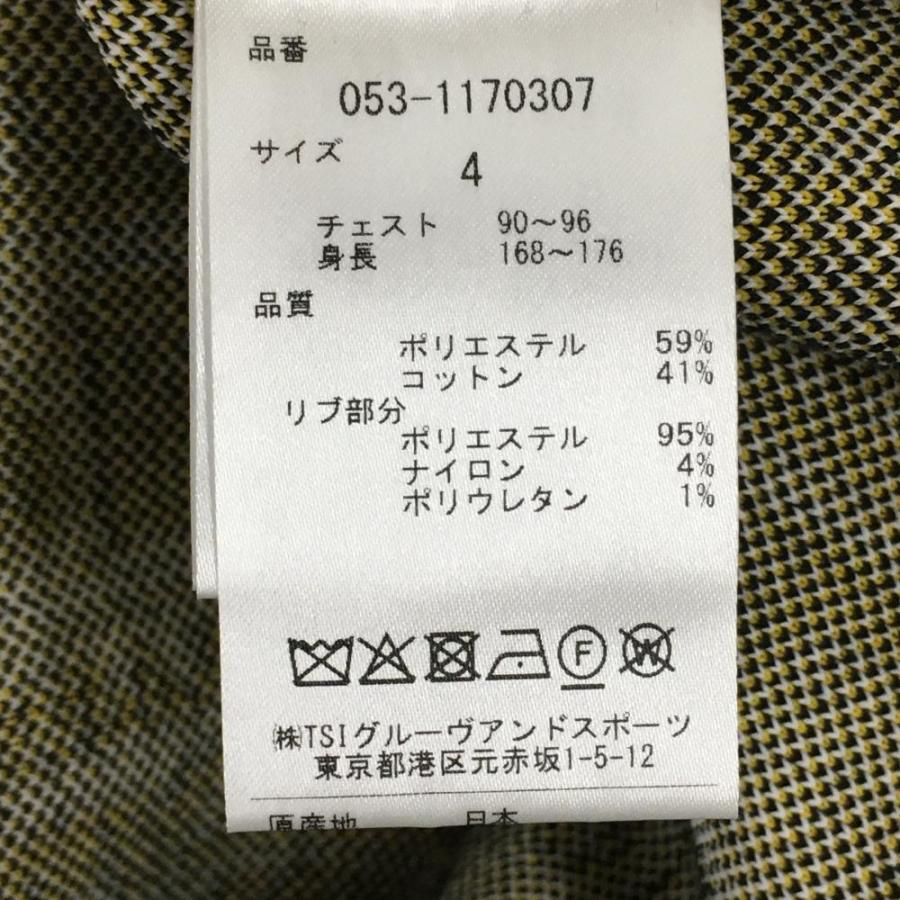 品番
053-1170307
サイズ
4
チェスト 90～96
身長 168～176
品質
ポリエステル 59%
コットン 41%
リブ部分
ポリエステル 95%
ナイロン 4%
ポリウレタン 1%
F W
㈱TSIグルーヴアンドスポーツ
東京都港区元赤坂1-5-12
原産地 日本